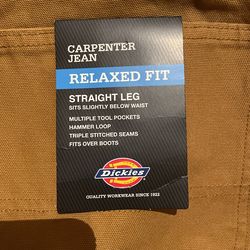 CARPENTER
JEAN
RELAXED FIT
STRAIGHT LEG
SITS SLIGHTLY BELOW WAIST
MULTIPLE TOOL POCKETS
HAMMER LOOP
TRIPLE STITCHED SEAMS
FITS OVER BOOTS
Dickies
QUALITY WORKWEAR SINCE 1922